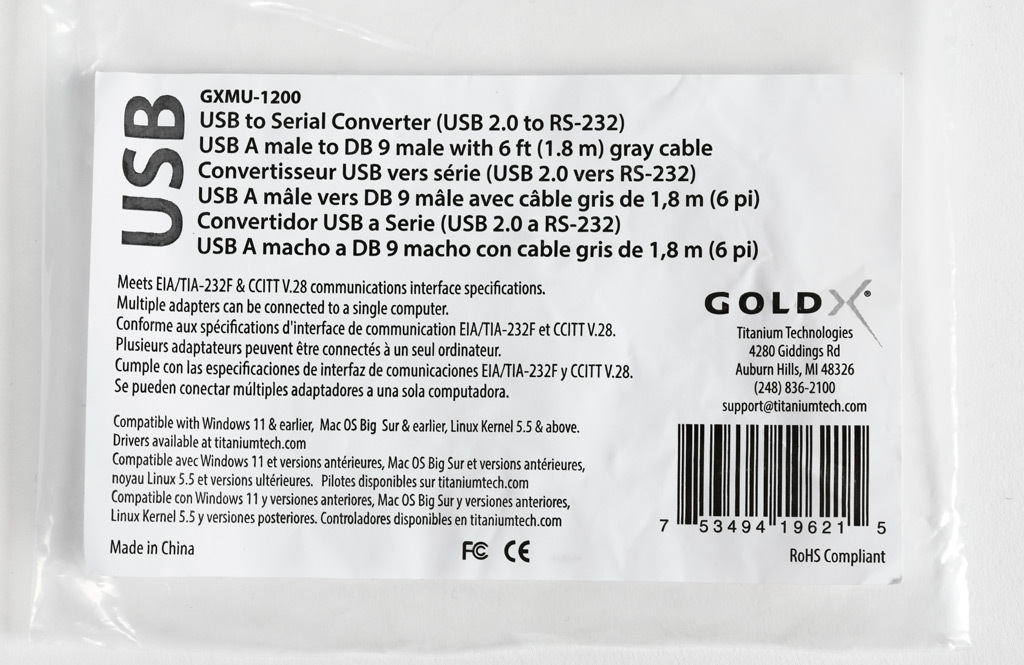 USB
GXMU-1200
USB to Serial Converter (USB 2.0 to RS-232)
USB A male to DB 9 male with 6 ft (1.8 m) gray cable
Convertisseur USB vers série (USB 2.0 vers RS-232)
USB A mâle vers DB 9 mâle avec câble gris de 1,8 m (6 pi)
Convertidor USB a Serie (USB 2.0 a RS-232)
USB A macho a DB 9 macho con cable gris de 1,8 m (6 pi)
Meets EIA/TIA-232F & CCITT V.28 communications interface specifications.
Multiple adapters can be connected to a single computer.
Conforme aux spécifications d'interface de communication EIA/TIA-232F et CCITT V.28.
Plusieurs adaptateurs peuvent être connectés à un seul ordinateur.
Cumple con las especificaciones de interfaz de comunicaciones EIA/TIA-232F y CCITT V.28.
Se pueden conectar múltiples adaptadores a una sola computadora.
Compatible with Windows 11 & earlier, Mac OS Big Sur & earlier, Linux Kernel 5.5 & above.
Drivers available at titaniumtech.com
Compatible avec Windows 11 et versions antérieures, Mac OS Big Sur et versions antérieures,
noyau Linux 5.5 et versions ultérieures. Pilotes disponibles sur titaniumtech.com
Compatible con Windows 11 y versiones anteriores, Mac OS Big Sur y versiones anteriores,
Linux Kernel 5.5 y versiones posteriores. Controladores disponibles en titaniumtech.com
Made in China
FC CE
GOLDX®
Titanium Technologies
4280 Giddings Rd
Auburn Hills, MI 48326
(248) 836-2100
support@titaniumtech.com
7 53494 19621 5
RoHS Compliant